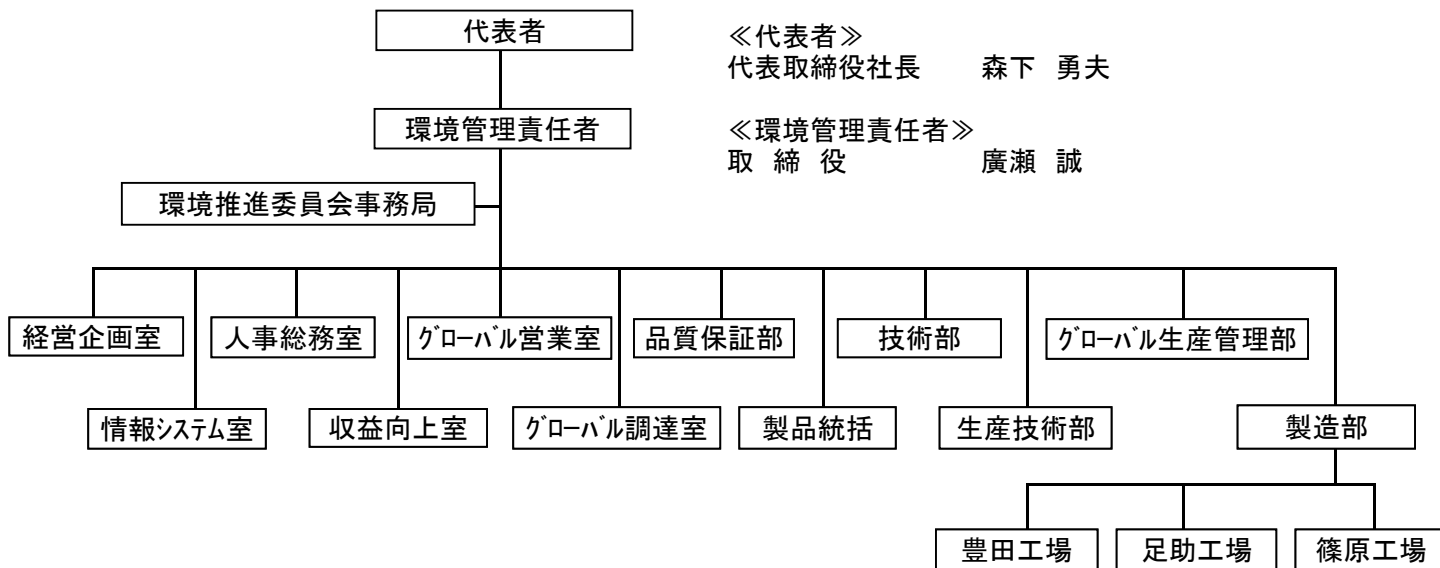 代表者
≪代表者≫
代表取締役社長　　森下 勇夫
環境管理責任者
≪環境管理責任者≫
取 締 役　　廣瀬 誠
環境推進委員会事務局
経営企画室
人事総務室
ｸﾞﾛｰﾊﾞﾙ営業室
品質保証部
技術部
ｸﾞﾛｰﾊﾞﾙ生産管理部
情報ｼｽﾃﾑ室
収益向上室
ｸﾞﾛｰﾊﾞﾙ調達室
製品統括
生産技術部
製造部
豊田工場
足助工場
篠原工場